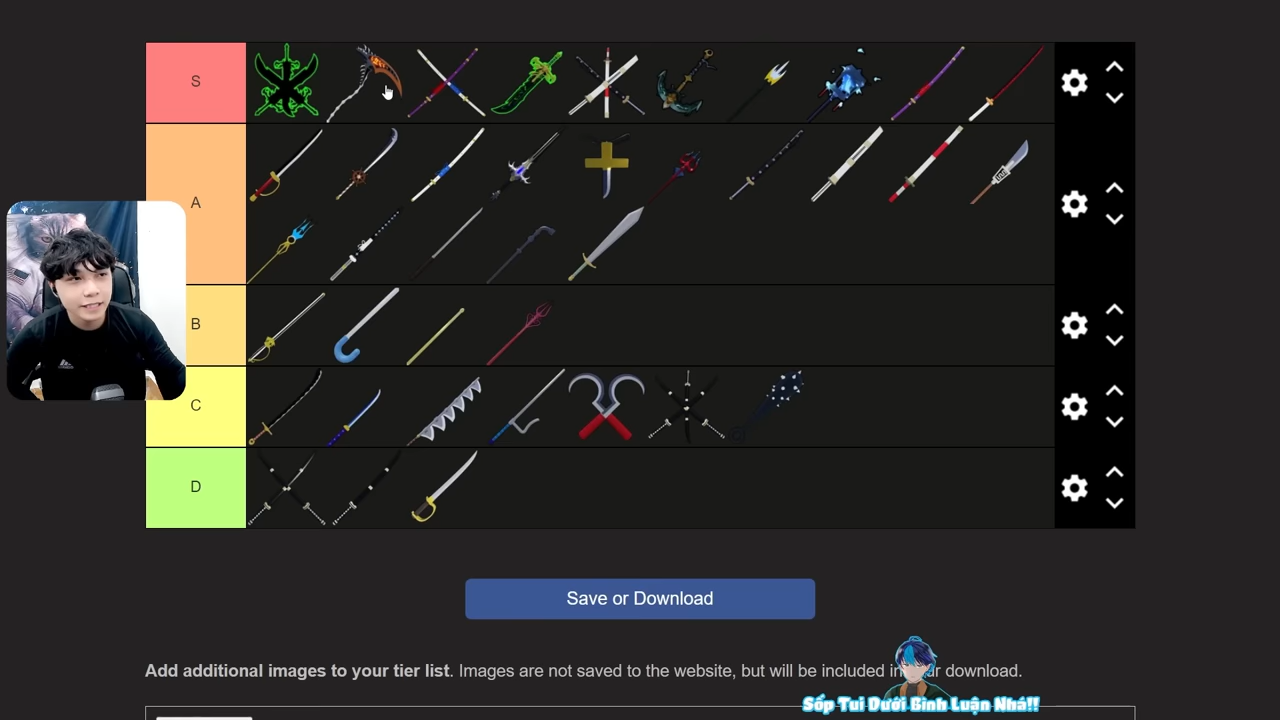 S
A
B
C
D
Save or Download
Add additional images to your tier list. Images are not saved to the website, but will be included in download.
Sốp Tui Dưới Bình Luận Nhá!!